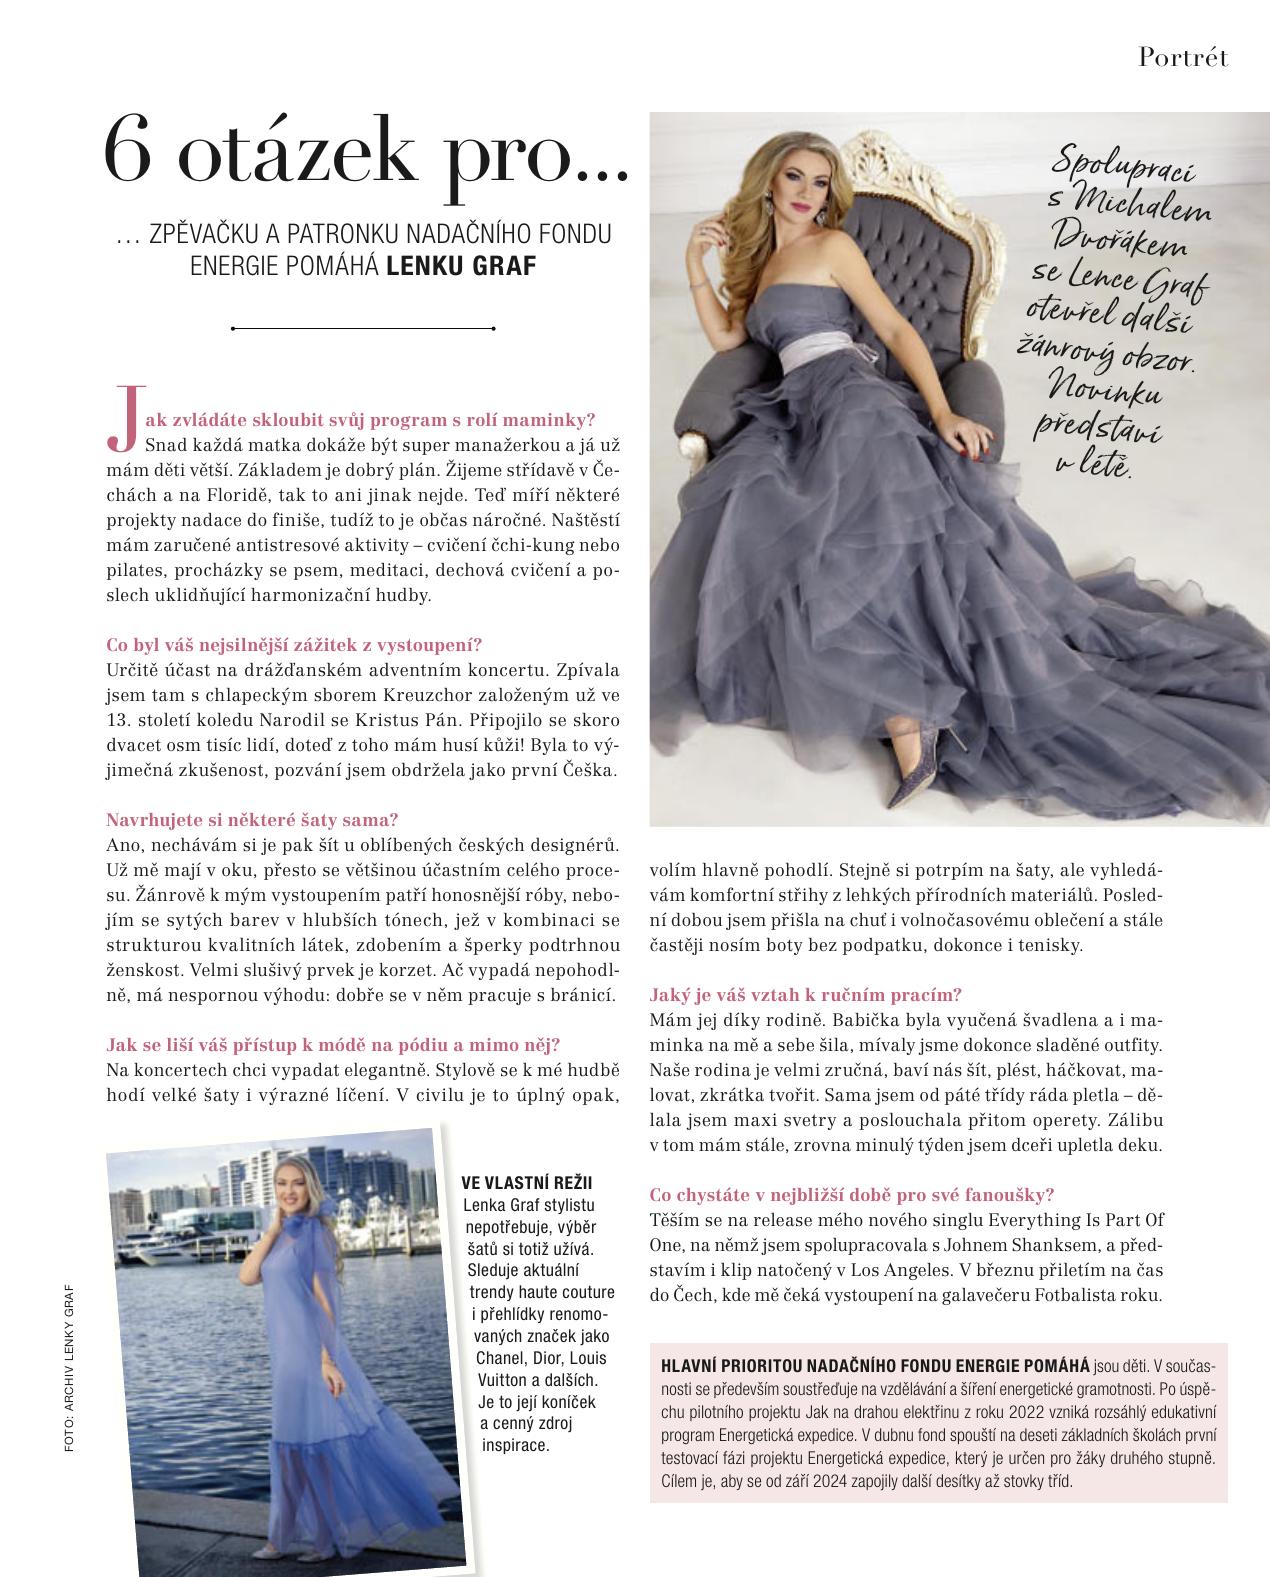 Portrét
6 otázek pro...
... ZPĚVAČKU A PATRONKU NADAČNÍHO FONDU
ENERGIE POMÁHÁ LENKU GRAF
Spoluprací
s Michalem
Dvořákem
se Lence Graf
otevřel další
žánrový obzor.
Novinku
představí
v létě.
Jak zvládáte skloubit svůj program s rolí maminky?
Snad každá matka dokáže být super manažerkou a já už
mám děti větší. Základem je dobrý plán. Žijeme střídavě v Če-
chách a na Floridě, tak to ani jinak nejde. Teď míří některé
projekty nadace do finiše, tudíž to je občas náročné. Naštěstí
mám zaručené antistresové aktivity – cvičení čchi-kung nebo
pilates, procházky se psem, meditaci, dechová cvičení a po-
slech uklidňující harmonizační hudby.
Co byl váš nejsilnější zážitek z vystoupení?
Určitě účast na drážďanském adventním koncertu. Zpívala
jsem tam s chlapeckým sborem Kreuzchor založeným už ve
13. století koledu Narodil se Kristus Pán. Připojilo se skoro
dvacet osm tisíc lidí, doteď z toho mám husí kůži! Byla to vý-
jimečná zkušenost, pozvání jsem obdržela jako první Češka.
Navrhujete si některé šaty sama?
Ano, nechávám si je pak šít u oblíbených českých designérů.
Už mě mají v oku, přesto se většinou účastním celého proce-
su. Žánrově k mým vystoupením patří honosnější róby, nebo-
jím se sytých barev v hlubších tónech, jež v kombinaci se
strukturou kvalitních látek, zdobením a šperky podtrhnou
ženskost. Velmi slušivý prvek je korzet. Ač vypadá nepohodl-
ně, má nespornou výhodu: dobře se v něm pracuje s bránicí.
Jak se liší váš přístup k módě na pódiu a mimo něj?
Na koncertech chci vypadat elegantně. Stylově se k mé hudbě
hodí velké šaty i výrazné líčení. V civilu je to úplný opak,
volím hlavně pohodlí. Stejně si potrpím na šaty, ale vyhledá-
vám komfortní střihy z lehkých přírodních materiálů. Posled-
ní dobou jsem přišla na chuť i volnočasovému oblečení a stále
častěji nosím boty bez podpatku, dokonce i tenisky.
Jaký je váš vztah k ručním pracím?
Mám jej díky rodině. Babička byla vyučená švadlena a i ma-
minka na mě a sebe šila, mívaly jsme dokonce sladěné outfity.
Naše rodina je velmi zručná, baví nás šít, plést, háčkovat, ma-
lovat, zkrátka tvořit. Sama jsem od páté třídy ráda pletla – dě-
lala jsem maxi svetry a poslouchala přitom operety. Zálibu
v tom mám stále, zrovna minulý týden jsem dceři upletla deku.
Co chystáte v nejbližší době pro své fanoušky?
Těším se na release mého nového singlu Everything Is Part Of
One, na němž jsem spolupracovala s Johnem Shanksem, a před-
stavím i klip natočený v Los Angeles. V březnu přiletím na čas
do Čech, kde mě čeká vystoupení na galavečeru Fotbalista roku.
VE VLASTNÍ REŽII
Lenka Graf stylistu
nepotřebuje, výběr
šatů si totiž užívá.
Sleduje aktuální
trendy haute couture
i přehlídky renomo-
vaných značek jako
Chanel, Dior, Louis
Vuitton a dalších.
Je to její koníček
a cenný zdroj
inspirace.
FOTO: ARCHIV LENKY GRAF
HLAVNÍ PRIORITOU NADAČNÍHO FONDU ENERGIE POMÁHÁ jsou děti. V součas-
nosti se především soustřeďuje na vzdělávání a šíření energetické gramotnosti. Po úspě-
chu pilotního projektu Jak na drahou elektřinu z roku 2022 vzniká rozsáhlý edukativní
program Energetická expedice. V dubnu fond spouští na deseti základních školách první
testovací fázi projektu Energetická expedice, který je určen pro žáky druhého stupně.
Cílem je, aby se od září 2024 zapojily další desítky až stovky tříd.